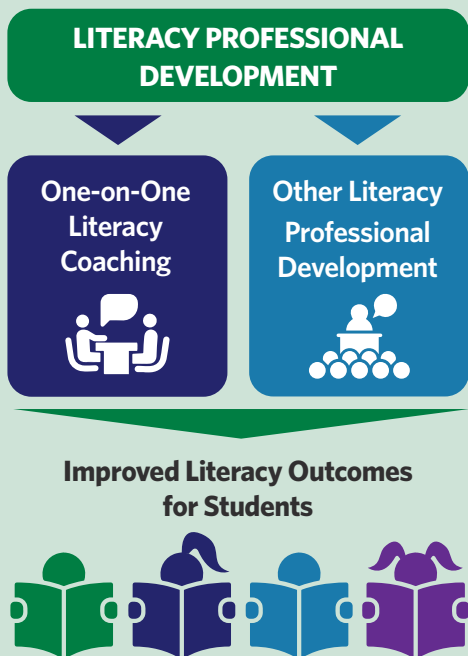 LITERACY PROFESSIONAL
DEVELOPMENT
One-on-One
Literacy
Coaching
Other Literacy
Professional
Development
Improved Literacy Outcomes
for Students